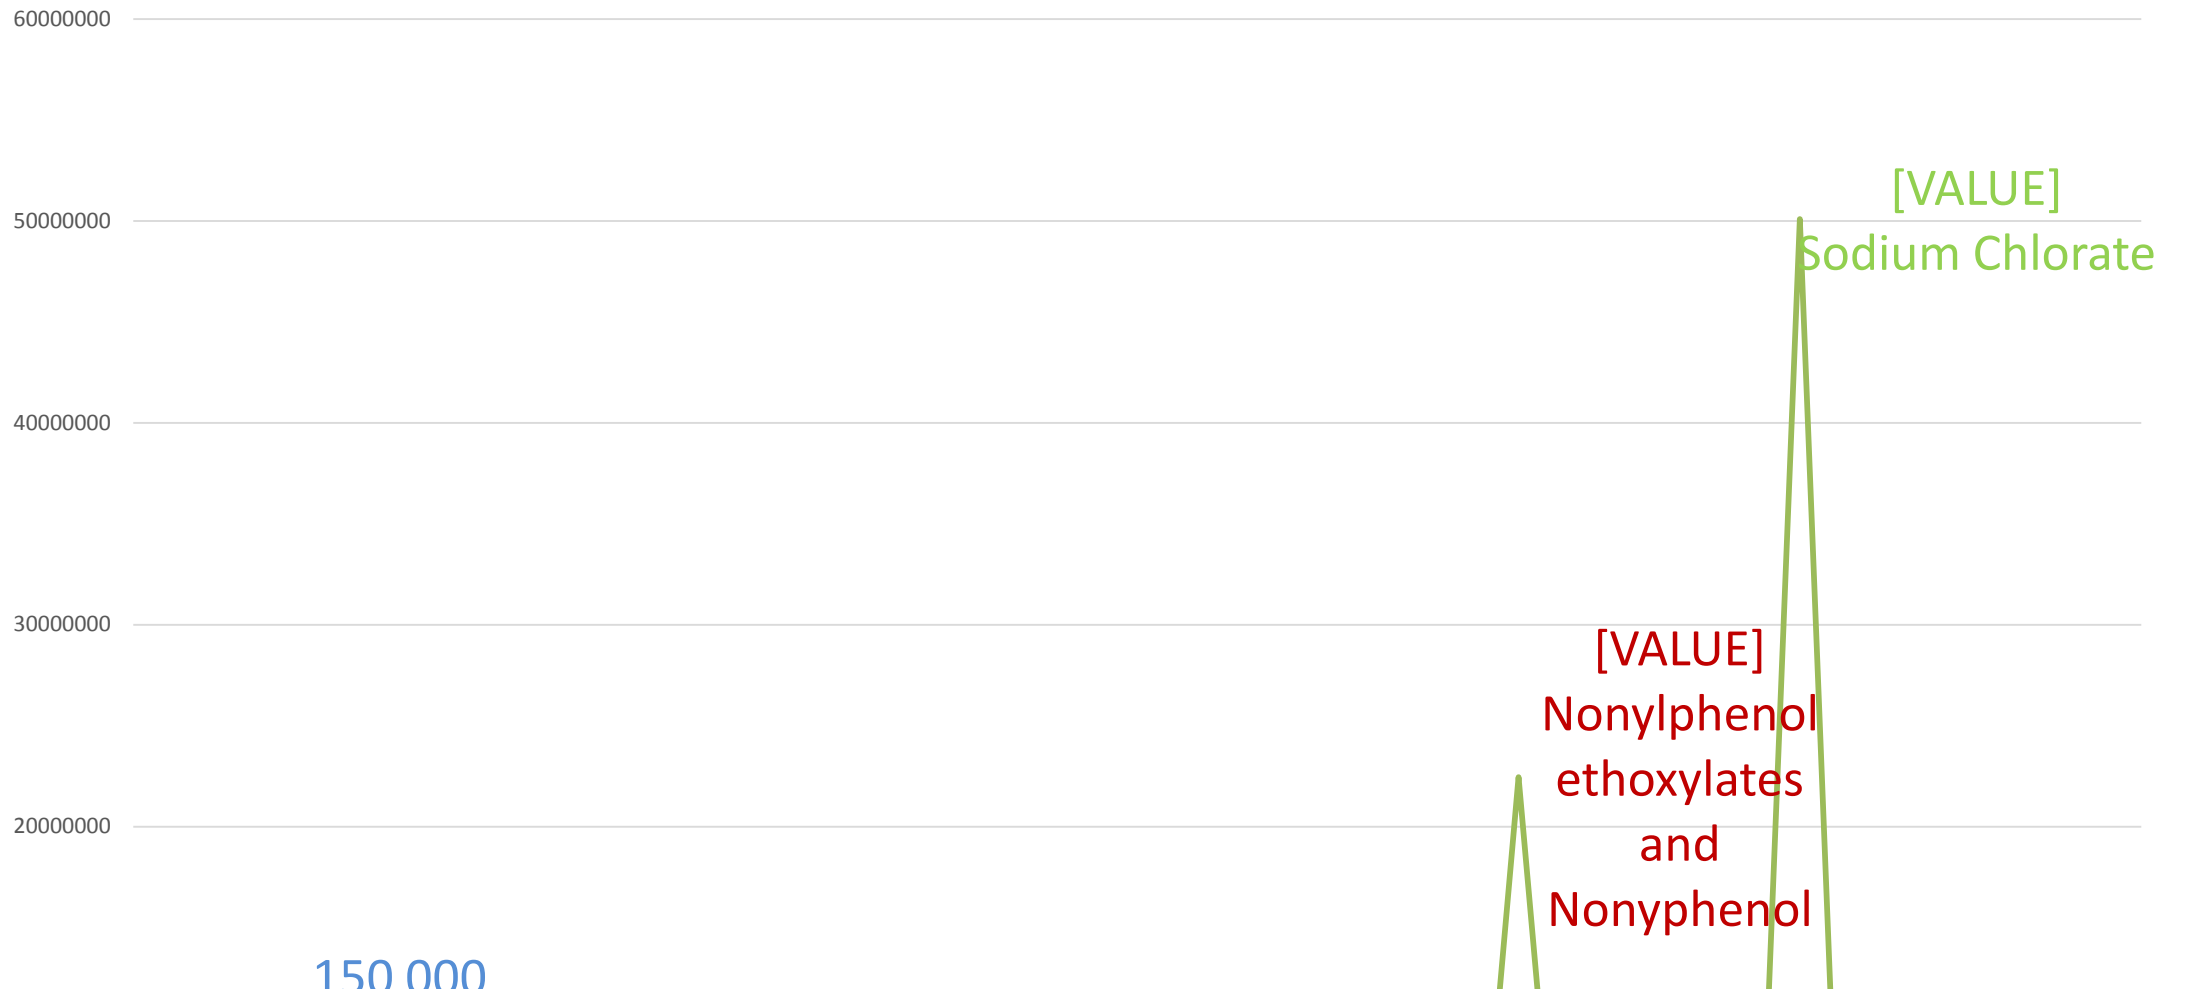 60000000
[VALUE]
50000000
Sodium Chlorate
40000000
30000000
[VALUE]
Nonylphenol
ethoxylates
20000000
and
Nonyphenol
150 000